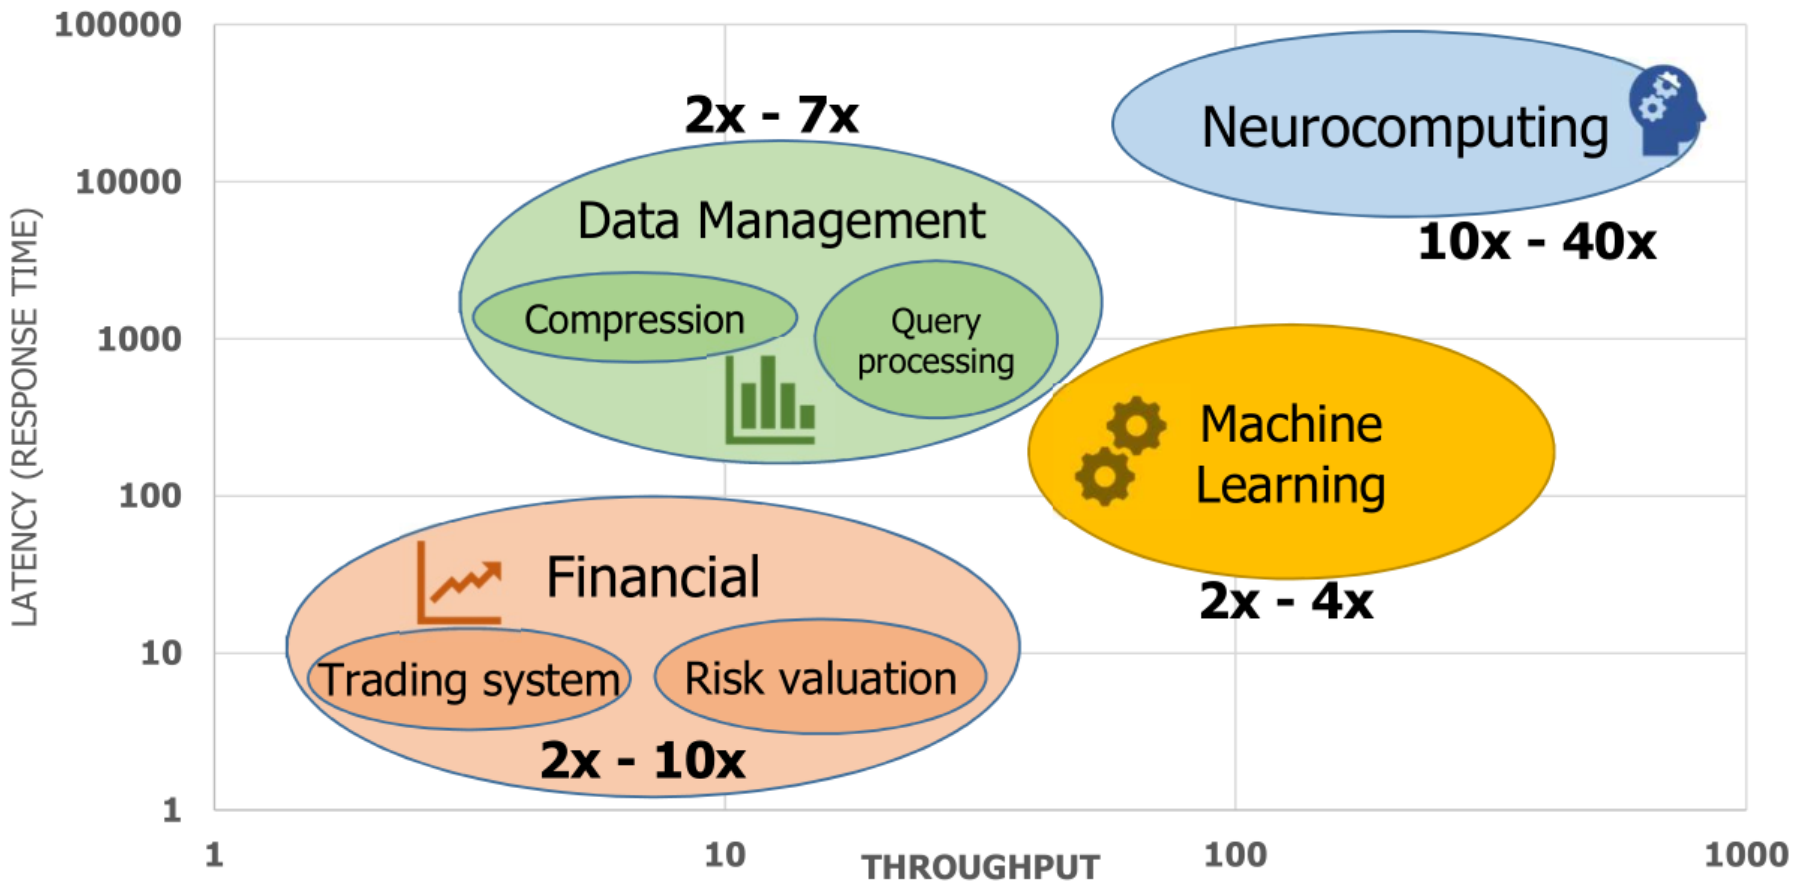 100000
10000
1000
100
10
1
LATENCY (RESPONSE TIME)
2x - 7x
Data Management
Compression
Query
processing
Neurocomputing
10x - 40x
Machine
Learning
2x - 4x
Financial
Trading system
Risk valuation
2x - 10x
1
10
100
1000
THROUGHPUT